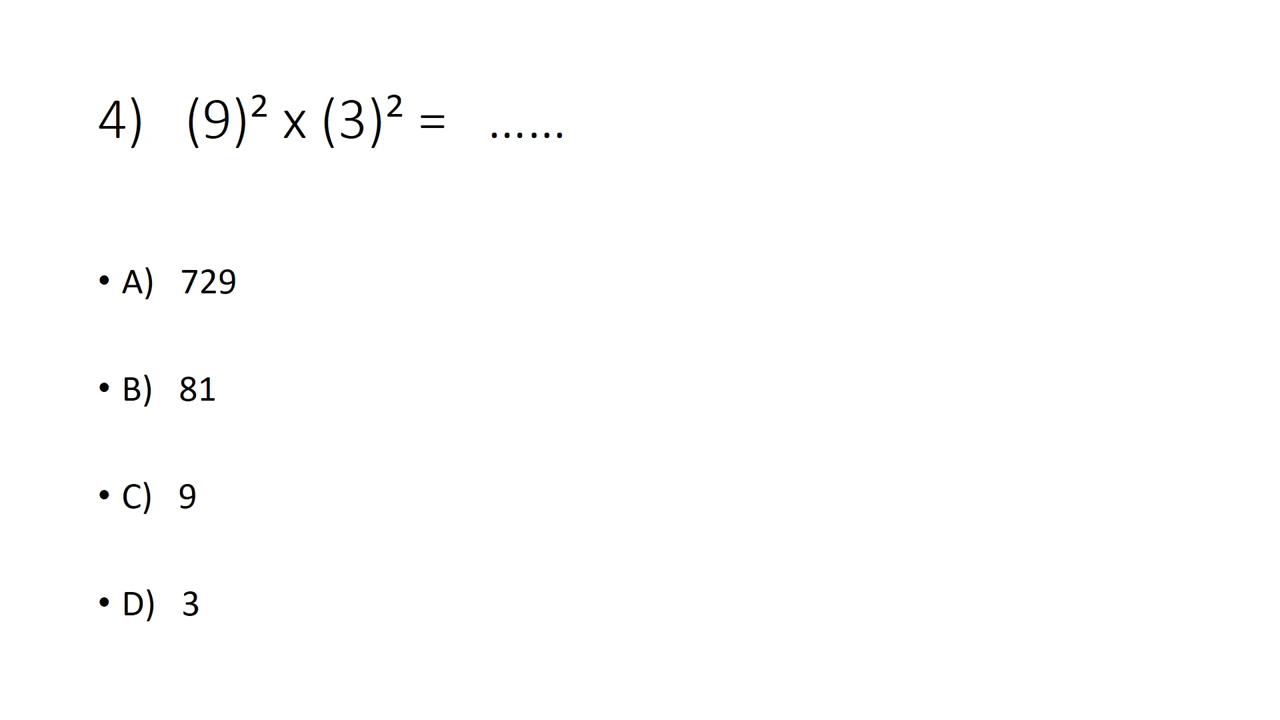 4) (9)² x (3)² = ......
• A) 729
• B) 81
• C) 9
• D) 3